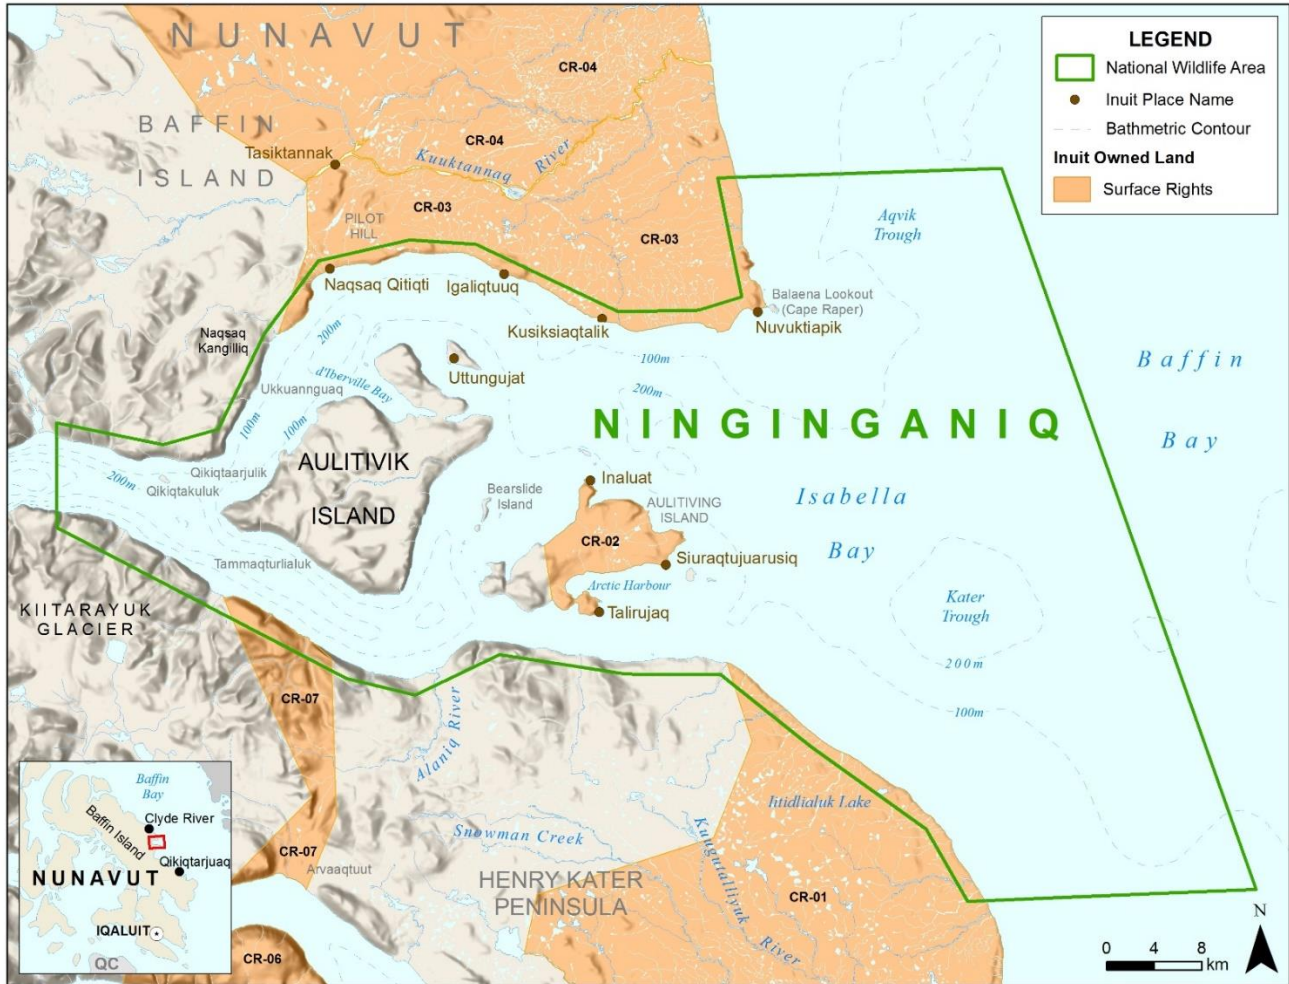 NUNAVUT
BAFFIN
ISLAND
CR-04
CR-04
Tasiktannak
Kuuktannaq
River
CR-03
CR-03
PILOT
HILL
Naqsaq Qitiqti
Igaliqtuuq
Kusiksiaqtalik
Balaena Lookout
(Cape Raper)
Nuvuktiapik
Aqvik
Trough
LEGEND
National Wildlife Area
Inuit Place Name
Bathmetric Contour
Inuit Owned Land
Surface Rights
Naqsaq
Kangilliq
200m
d'Iberville Bay
Uttungujat
Ukkuannguaq
100m
100m
100m
200m
Baffin
Bay
NINGINGANIQ
Qikiqtaarjulik
Qikiqtakuluk
200m
AULITIVIK
ISLAND
Bearslide
Island
Inaluat
AULITIVING
ISLAND
CR-02
Siuraqtujuarusiq
Arctic Harbour
Talirujaq
Isabella
Bay
Tammaqturlialuk
KIITARAYUK
GLACIER
Kater
Trough
200m
100m
CR-07
Alaniq River
Snowman Creek
CR-07
Arvaaqtuut
HENRY KATER
PENINSULA
Iitidlialuk Lake
Kuugutalliyuk
River
CR-01
CR-06
Baffin
Bay
Clyde River
Baffin Island
Qikiqtarjuaq
NUNAVUT
IQALUIT
QC
N
0 4 8
km